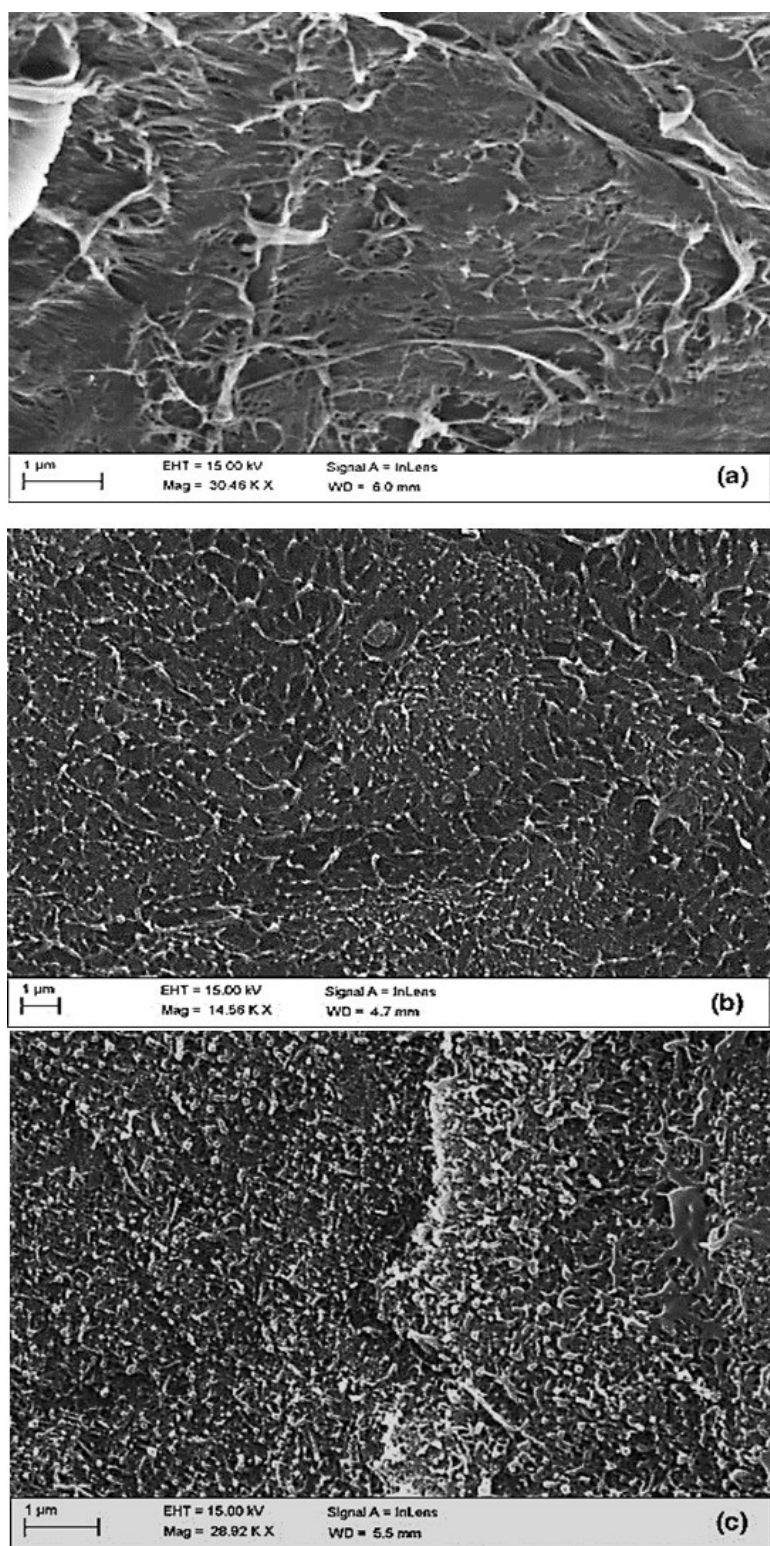 1 µm EHT = 15.00 kV Signal A = InLens
Mag = 30.46 K X WD = 6.0 mm (a)
1 µm EHT = 15.00 kV Signal A = InLens
Mag = 14.56 K X WD = 4.7 mm (b)
1 µm EHT = 15.00 kV Signal A = InLens
Mag = 28.92 K X WD = 5.5 mm (c)